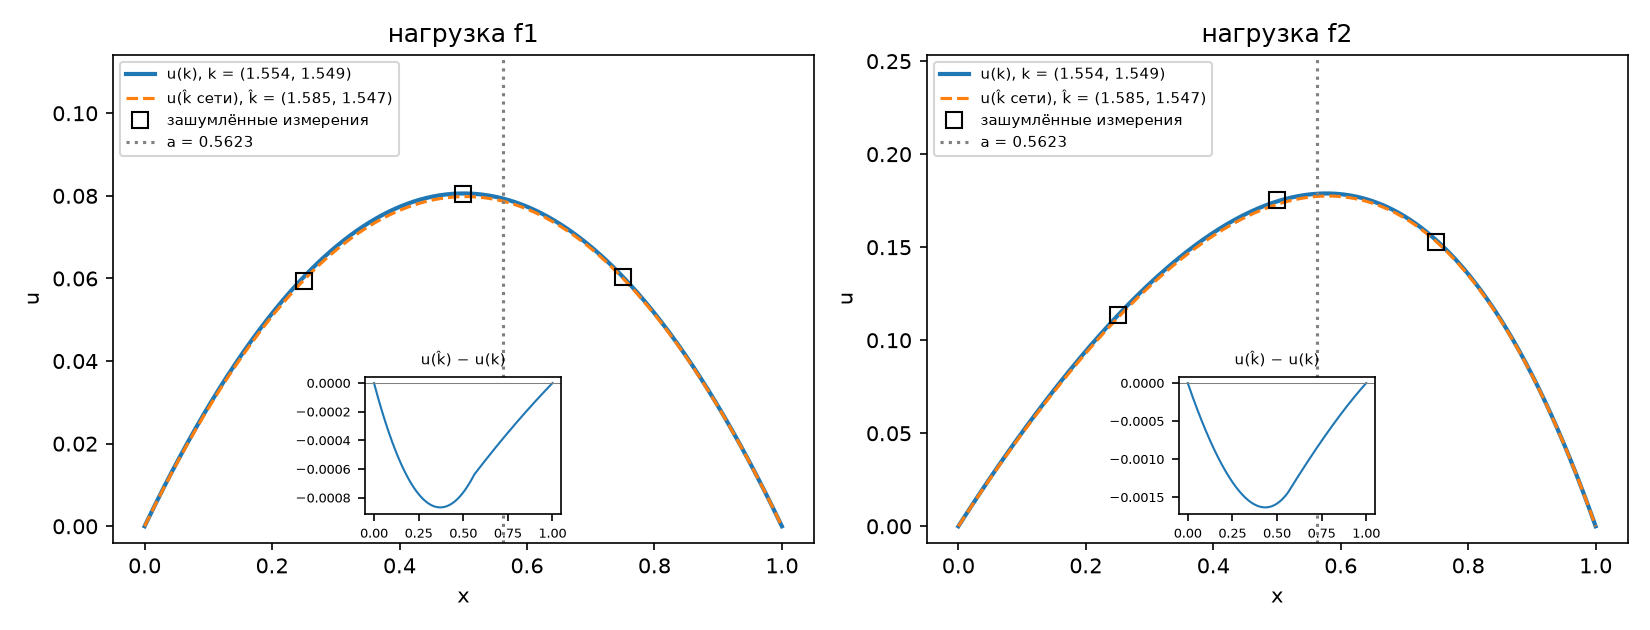 нагрузка f1
u(k), k = (1.554, 1.549)
u(k̂ сети), k̂ = (1.585, 1.547)
зашумлённые измерения
a = 0.5623
0.10
0.08
0.06
0.04
0.02
0.00
u
u(k̂) − u(k)
0.0000
−0.0002
−0.0004
−0.0006
−0.0008
0.00 0.25 0.50 0.75 1.00
0.0 0.2 0.4 0.6 0.8 1.0
x
нагрузка f2
u(k), k = (1.554, 1.549)
u(k̂ сети), k̂ = (1.585, 1.547)
зашумлённые измерения
a = 0.5623
0.25
0.20
0.15
0.10
0.05
0.00
u
u(k̂) − u(k)
0.0000
−0.0005
−0.0010
−0.0015
0.00 0.25 0.50 0.75 1.00
0.0 0.2 0.4 0.6 0.8 1.0
x